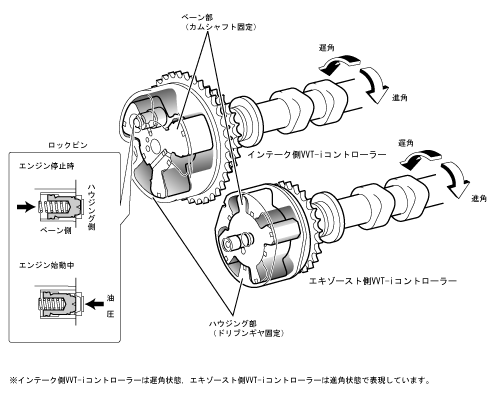 ベーン部
（カムシャフト固定）
遅角
進角
インテーク側VVT-iコントローラー
遅角
進角
ロックピン
エンジン停止時
ハウジング側
ベーン側
エンジン始動中
油圧
エキゾースト側VVT-iコントローラー
ハウジング部
（ドリブンギヤ固定）
※インテーク側VVT-iコントローラーは遅角状態、エキゾースト側VVT-iコントローラーは進角状態で表現しています。